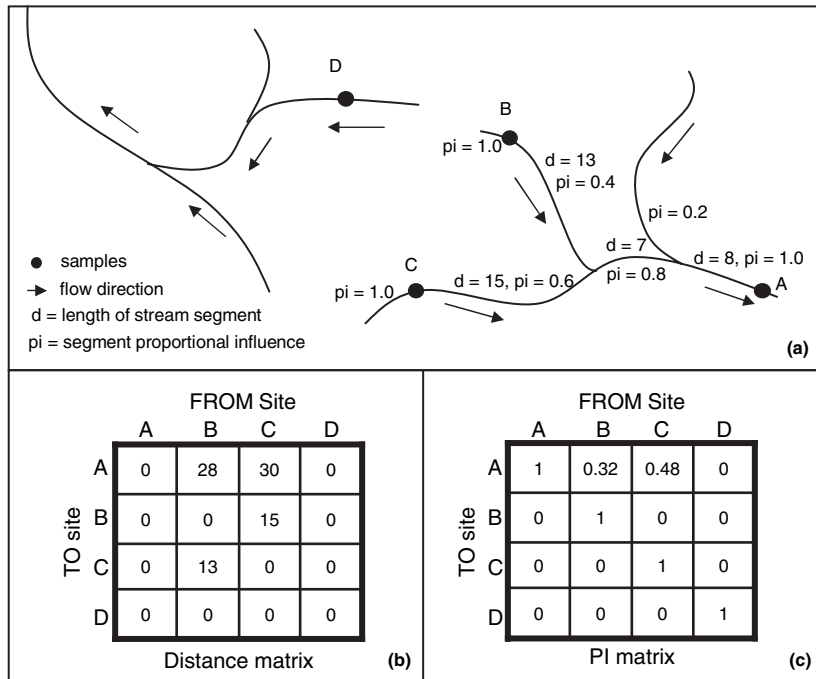 D
B
pi = 1.0
d = 13
pi = 0.4
pi = 0.2
d = 7
d = 8, pi = 1.0
C
d = 15, pi = 0.6
pi = 0.8
A
pi = 1.0
samples
flow direction
d = length of stream segment
pi = segment proportional influence
(a)
FROM Site
A B C D
TO site
A 0 28 30 0
B 0 0 15 0
C 0 13 0 0
D 0 0 0 0
Distance matrix
(b)
FROM Site
A B C D
TO site
A 1 0.32 0.48 0
B 0 1 0 0
C 0 0 1 0
D 0 0 0 1
PI matrix
(c)